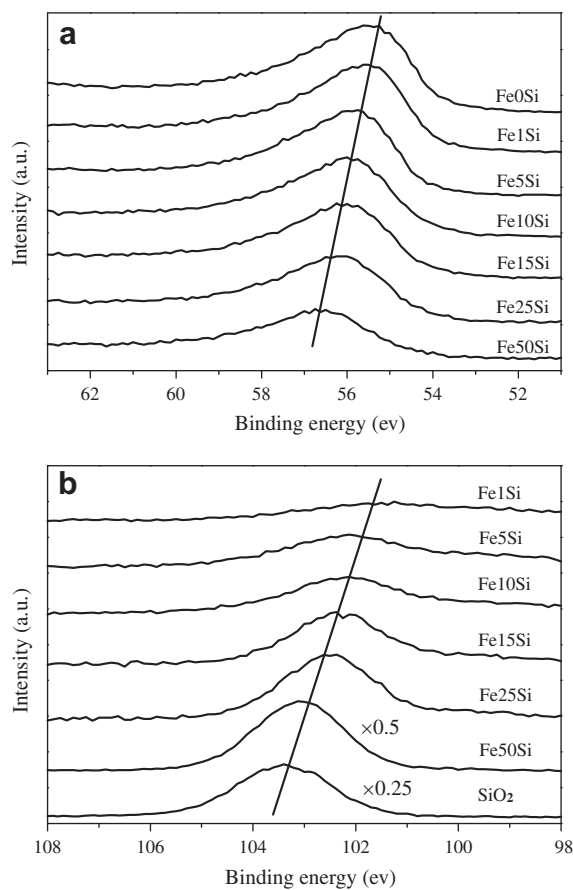 a
Fe0Si
Fe1Si
Fe5Si
Fe10Si
Fe15Si
Fe25Si
Fe50Si
Intensity (a.u.)
62 60 58 56 54 52
Binding energy (ev)
b
Fe1Si
Fe5Si
Fe10Si
Fe15Si
Fe25Si
×0.5
Fe50Si
×0.25
SiO₂
Intensity (a.u.)
108 106 104 102 100 98
Binding energy (ev)